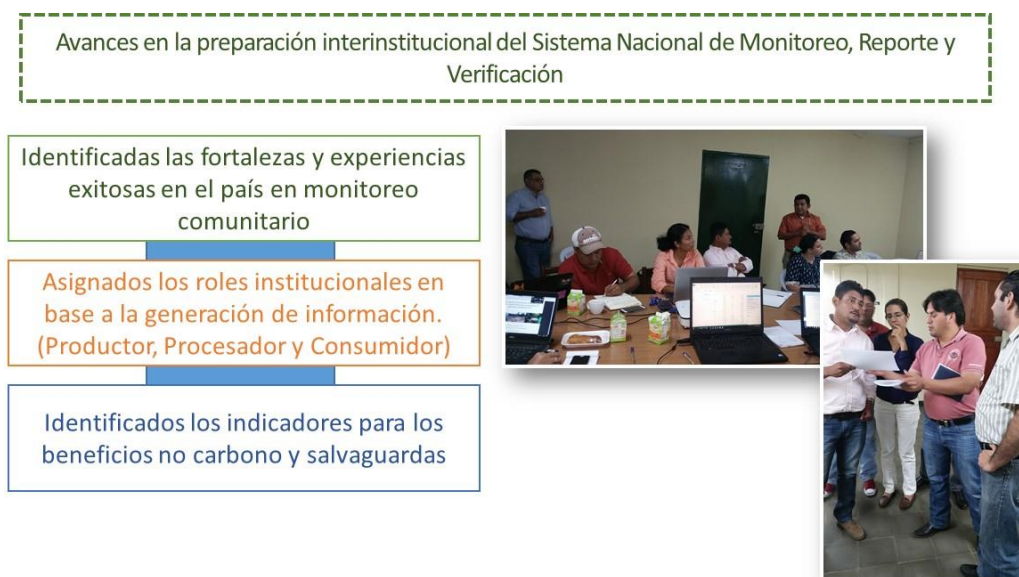 Avances en la preparación interinstitucional del Sistema Nacional de Monitoreo, Reporte y
Verificación
Identificadas las fortalezas y experiencias
exitosas en el país en monitoreo
comunitario
Asignados los roles institucionales en
base a la generación de información.
(Productor, Procesador y Consumidor)
Identificados los indicadores para los
beneficios no carbono y salvaguardas